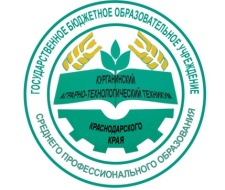 ГОСУДАРСТВЕННОЕ БЮДЖЕТНОЕ ОБРАЗОВАТЕЛЬНОЕ УЧРЕЖДЕНИЕ
КУРГАНИНСКИЙ
АГРАРНО-ТЕХНОЛОГИЧЕСКИЙ ТЕХНИКУМ
КРАСНОДАРСКОГО
КРАЯ
СРЕДНЕГО ПРОФЕССИОНАЛЬНОГО ОБРАЗОВАНИЯ